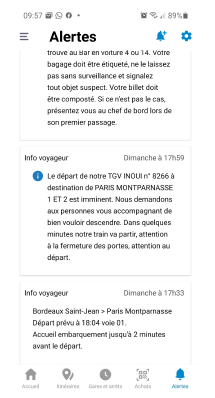 09:57
89%
Alertes
trouve au Bar en voiture 4 ou 14. Votre
bagage doit être étiqueté, ne le laissez
pas sans surveillance et signalez
tout objet suspect. Votre billet doit
être composté. Si ce n'est pas le cas,
présentez vous au chef de bord lors de
son premier passage.
Info voyageur Dimanche à 17h59
Le départ de notre TGV INOUI n° 8266 à
destination de PARIS MONTPARNASSE
1 ET 2 est imminent. Nous demandons
aux personnes vous accompagnant de
bien vouloir descendre. Dans quelques
minutes notre train va partir, attention
à la fermeture des portes, attention au
départ.
Info voyageur Dimanche à 17h33
Bordeaux Saint-Jean > Paris Montparnasse
Départ prévu à 18:04 voie 01.
Accueil embarquement jusqu'à 2 minutes
avant le départ.
Accueil Itinéraires Gares et arrêts Achats Alertes